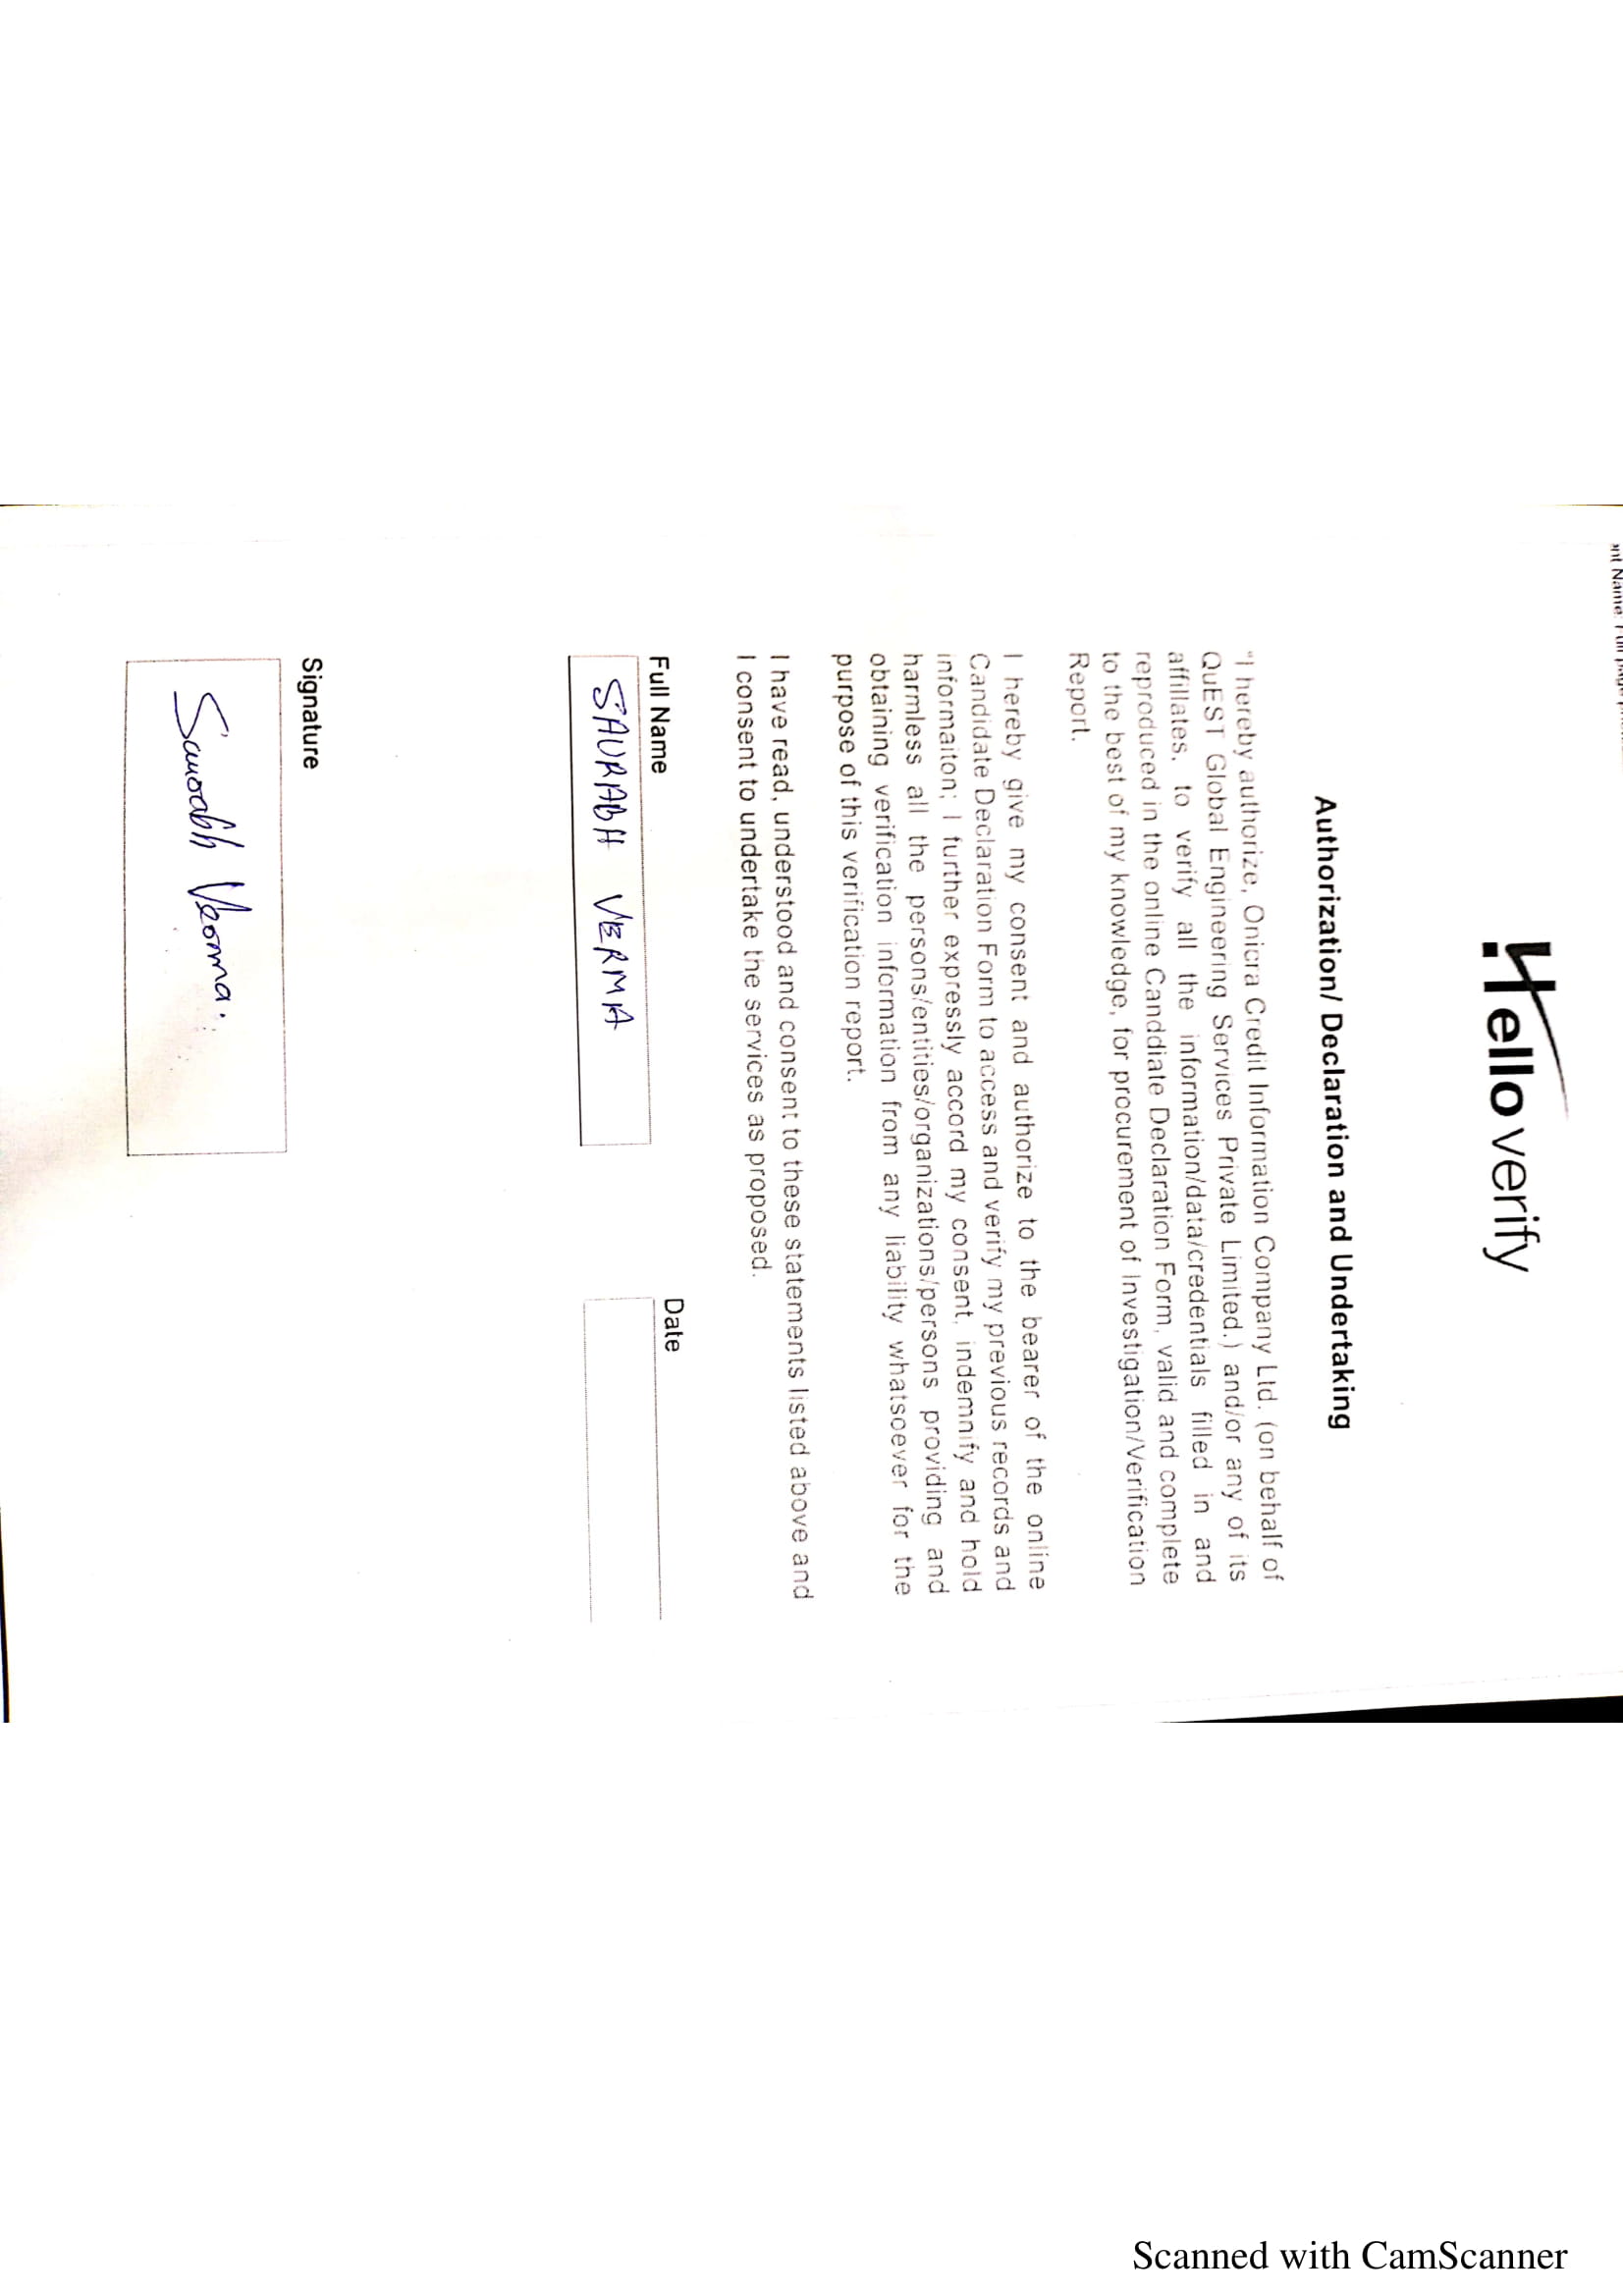 ent Name: Full page
Hello verify
Authorization/ Declaration and Undertaking
"I hereby authorize, Onicra Credit Information Company Ltd. (on behalf of
QuEST Global Engineering Services Private Limited.) and/or any of its
affillates, to verify all the information/data/credentials filled in and
reproduced in the online Canddiate Declaration Form, valid and complete
to the best of my knowledge, for procurement of Investigation/Verification
Report.
I hereby give my consent and authorize to the bearer of the online
Candidate Declaration Form to access and verify my previous records and
informaiton; I further expressly accord my consent, indemnify and hold
harmless all the persons/entities/organizations/persons providing and
obtaining verification information from any liability whatsoever for the
purpose of this verification report.
I have read, understood and consent to these statements listed above and
I consent to undertake the services as proposed.
Full Name
Date
SAURABH VERMA
Signature
Saurabh Verma.
Scanned with CamScanner